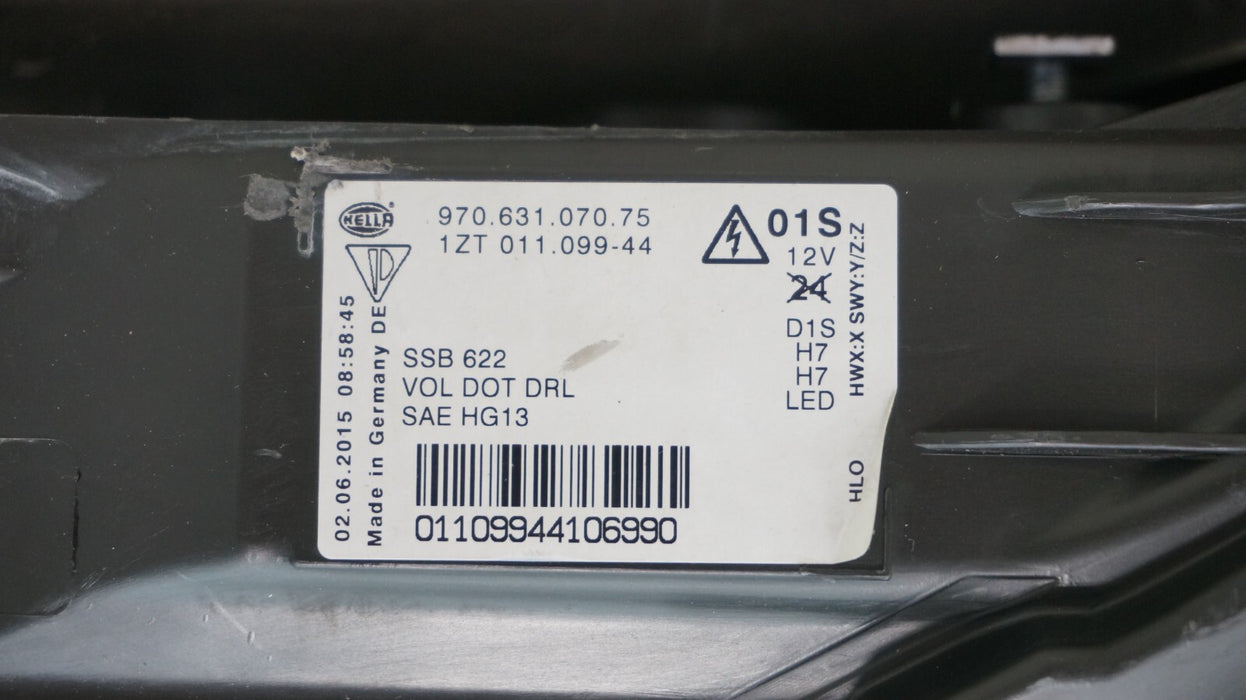 HELLA
970.631.070.75
1ZT 011.099-44
01S
12V
24
D1S
H7
H7
LED
HWX:X SWY:Y/Z:Z
HLO
SSB 622
VOL DOT DRL
SAE HG13
02.06.2015 08:58:45
Made in Germany DE
01109944106990